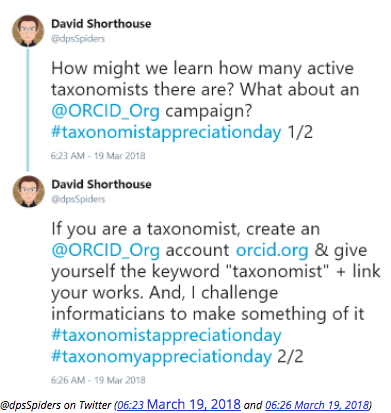 David Shorthouse
@dpsSpiders
How might we learn how many active
taxonomists there are? What about an
@ORCID_Org campaign?
#taxonomistappreciationday 1/2
6:23 AM - 19 Mar 2018
David Shorthouse
@dpsSpiders
If you are a taxonomist, create an
@ORCID_Org account orcid.org & give
yourself the keyword "taxonomist" + link
your works. And, I challenge
informaticians to make something of it
#taxonomistappreciationday
#taxonomyappreciationday 2/2
6:26 AM - 19 Mar 2018
@dpsSpiders on Twitter (06:23 March 19, 2018 and 06:26 March 19, 2018)